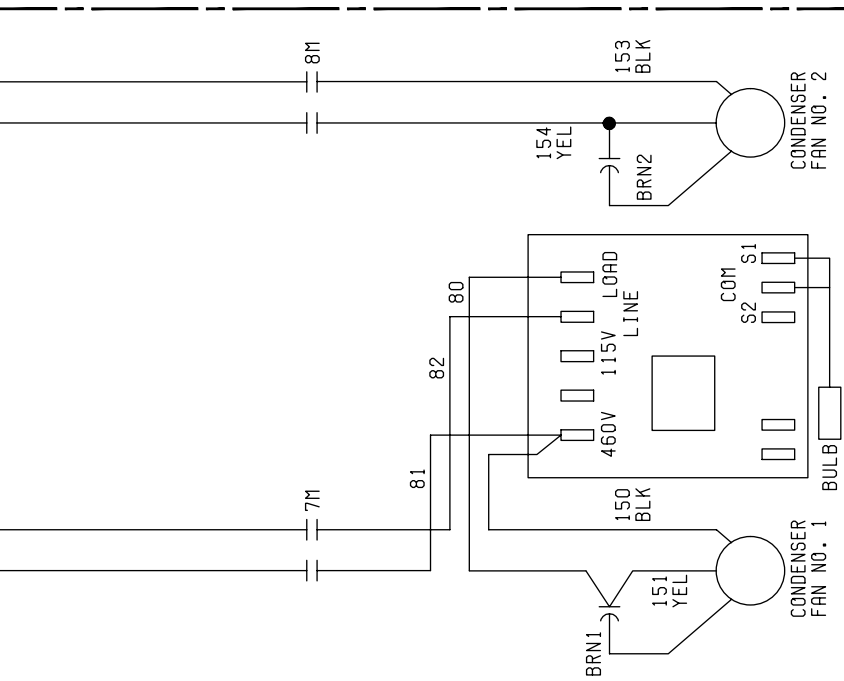 8M
153
BLK
CONDENSER
FAN NO. 2
154
YEL
BRN2
80
LOAD
LINE
COM
S1
S2
82
115V
460V
81
BULB
7M
150
BLK
CONDENSER
FAN NO. 1
151
YEL
BRN1